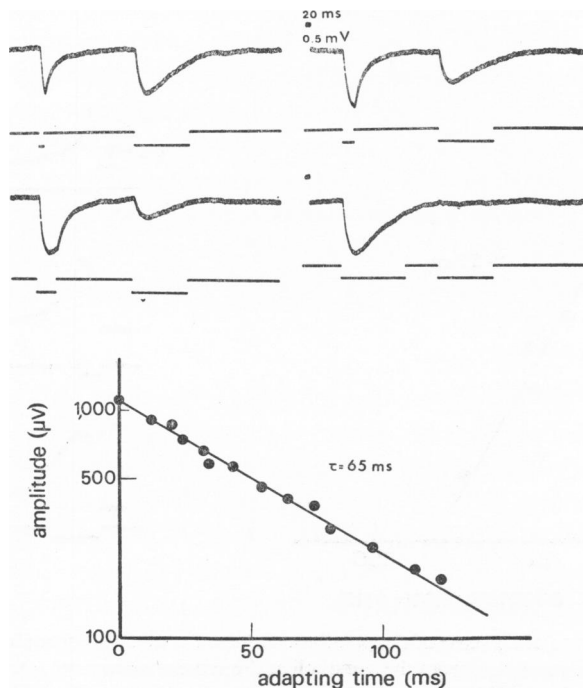 20 ms
0.5 mV
1000
500
100
amplitude (μV)
τ= 65 ms
0
50
100
adapting time (ms)